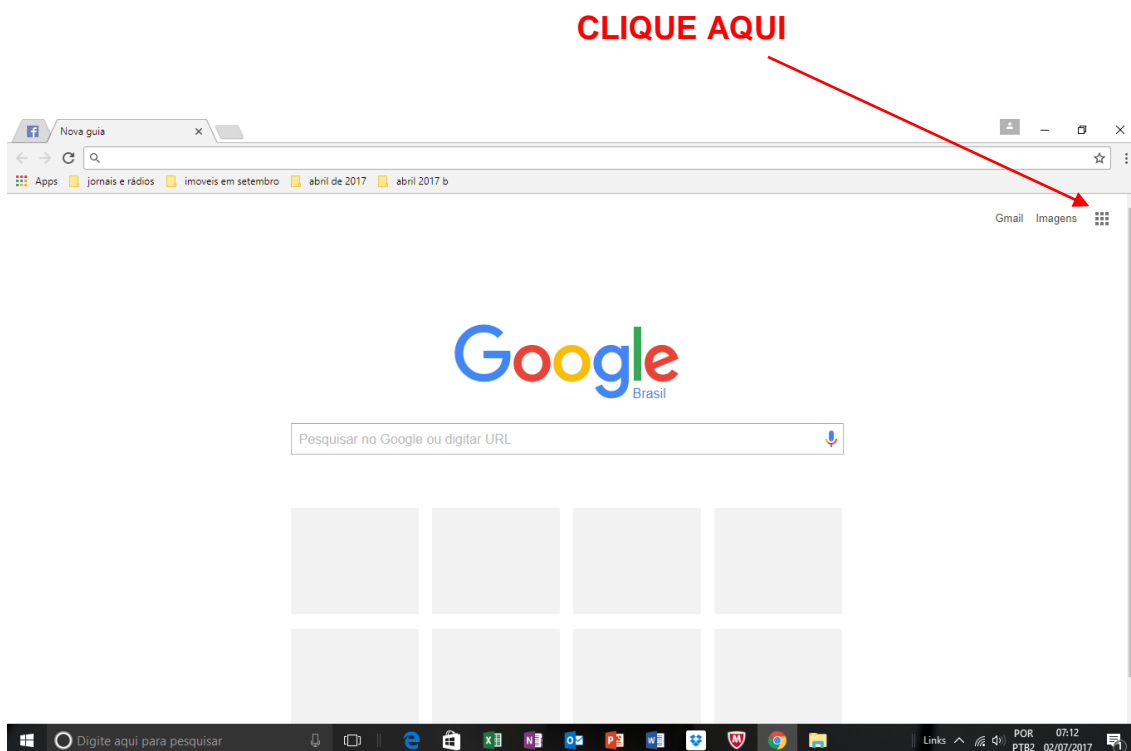 CLIQUE AQUI
Nova guia
Apps jornais e rádios imoveis em setembro abril de 2017 abril 2017 b
Gmail Imagens
Google
Brasil
Pesquisar no Google ou digitar URL
Digite aqui para pesquisar
Links
POR 07:12
PTB2 02/07/2017